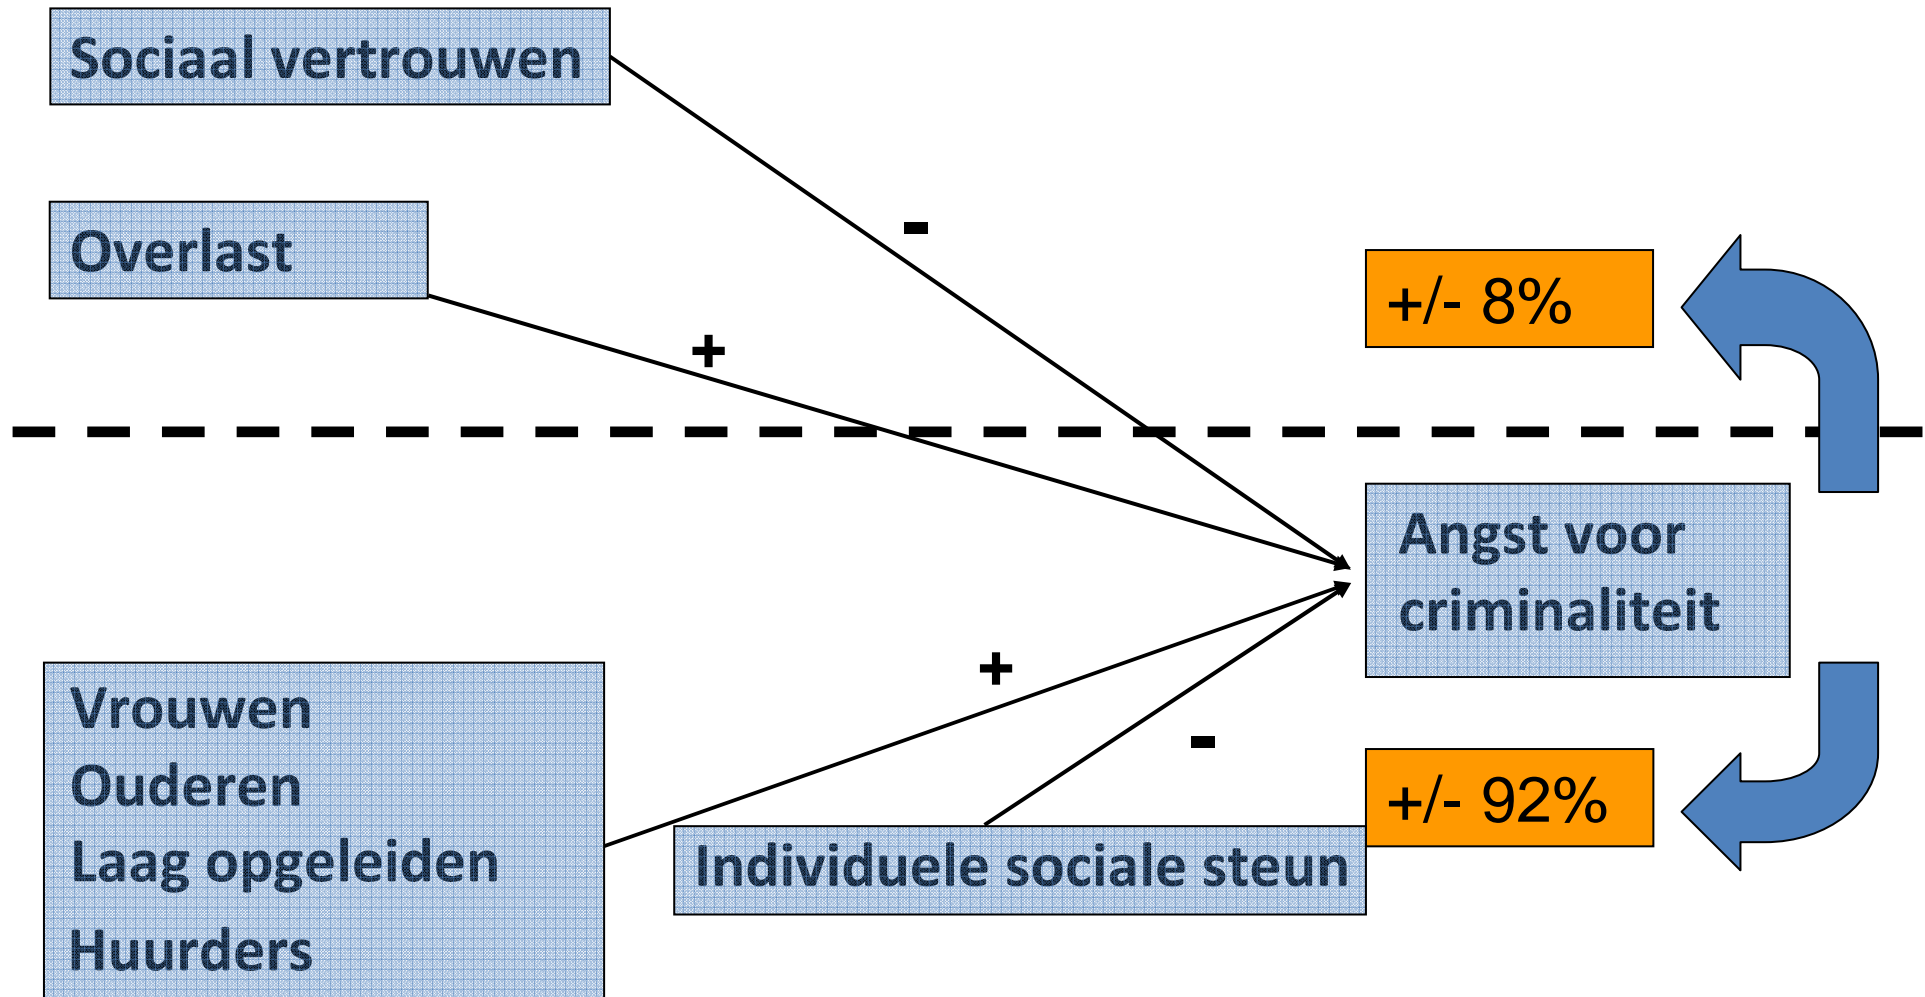 Sociaal vertrouwen
-
Overlast
+/- 8%
+
Angst voor
criminaliteit
+
Vrouwen
-
Ouderen
+/- 92%
Laag opgeleiden
Individuele sociale steun
Huurders